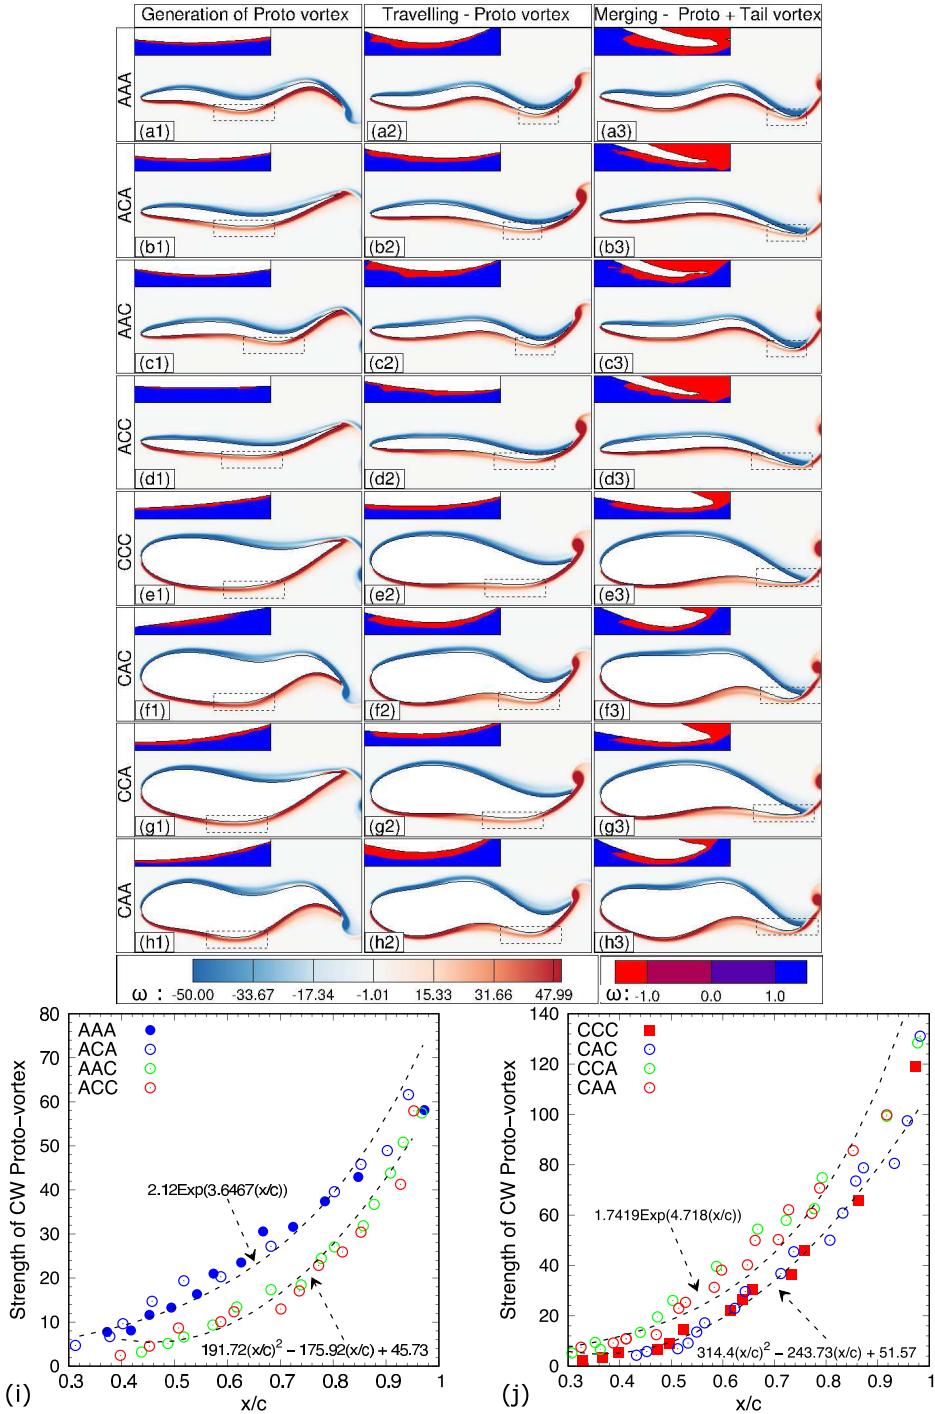 Generation of Proto vortex
Travelling - Proto vortex
Merging - Proto + Tail vortex
AAA
(a1)
(a2)
(a3)
ACA
(b1)
(b2)
(b3)
AAC
(c1)
(c2)
(c3)
ACC
(d1)
(d2)
(d3)
CCC
(e1)
(e2)
(e3)
CAC
(f1)
(f2)
(f3)
CCA
(g1)
(g2)
(g3)
CAA
(h1)
(h2)
(h3)
ω :
-50.00 -33.67 -17.34 -1.01 15.33 31.66 47.99
ω: -1.0 0.0 1.0
Strength of CW Proto-vortex
80
70
60
50
40
30
20
10
0
AAA
ACA
AAC
ACC
2.12Exp(3.6467(x/c))
191.72(x/c)² − 175.92(x/c) + 45.73
0.3 0.4 0.5 0.6 0.7 0.8 0.9 1
x/c
(i)
Strength of CW Proto-vortex
140
120
100
80
60
40
20
0
CCC
CAC
CCA
CAA
1.7419Exp(4.718(x/c))
314.4(x/c)² − 243.73(x/c) + 51.57
0.3 0.4 0.5 0.6 0.7 0.8 0.9 1
x/c
(j)